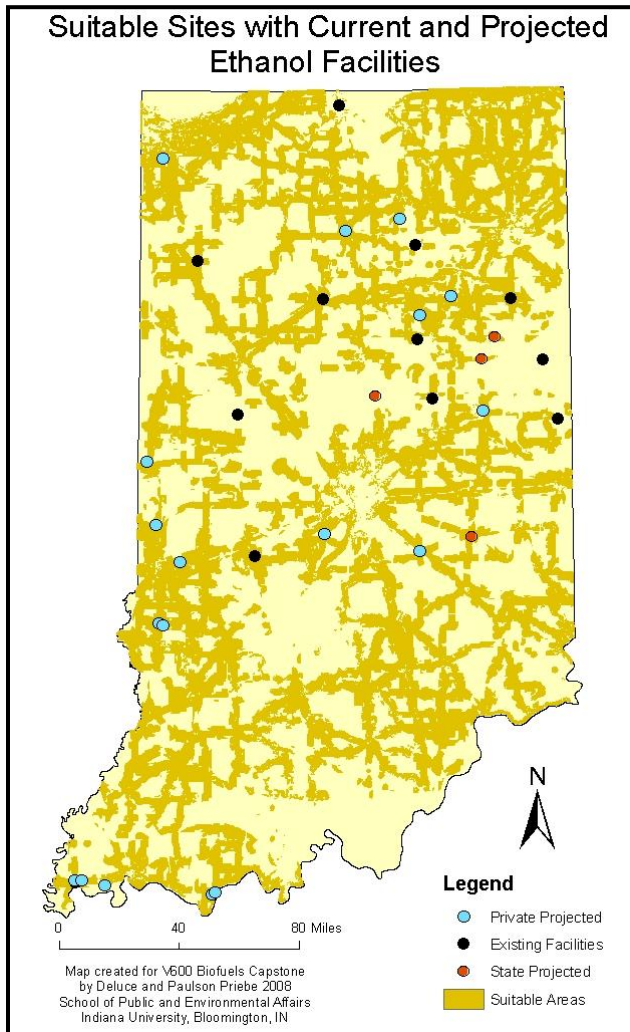 Suitable Sites with Current and Projected
Ethanol Facilities
N
Legend
Private Projected
Existing Facilities
State Projected
Suitable Areas
0 40 80 Miles
Map created for V600 Biofuels Capstone
by Deluce and Paulson Priebe 2008
School of Public and Environmental Affairs
Indiana University, Bloomington, IN